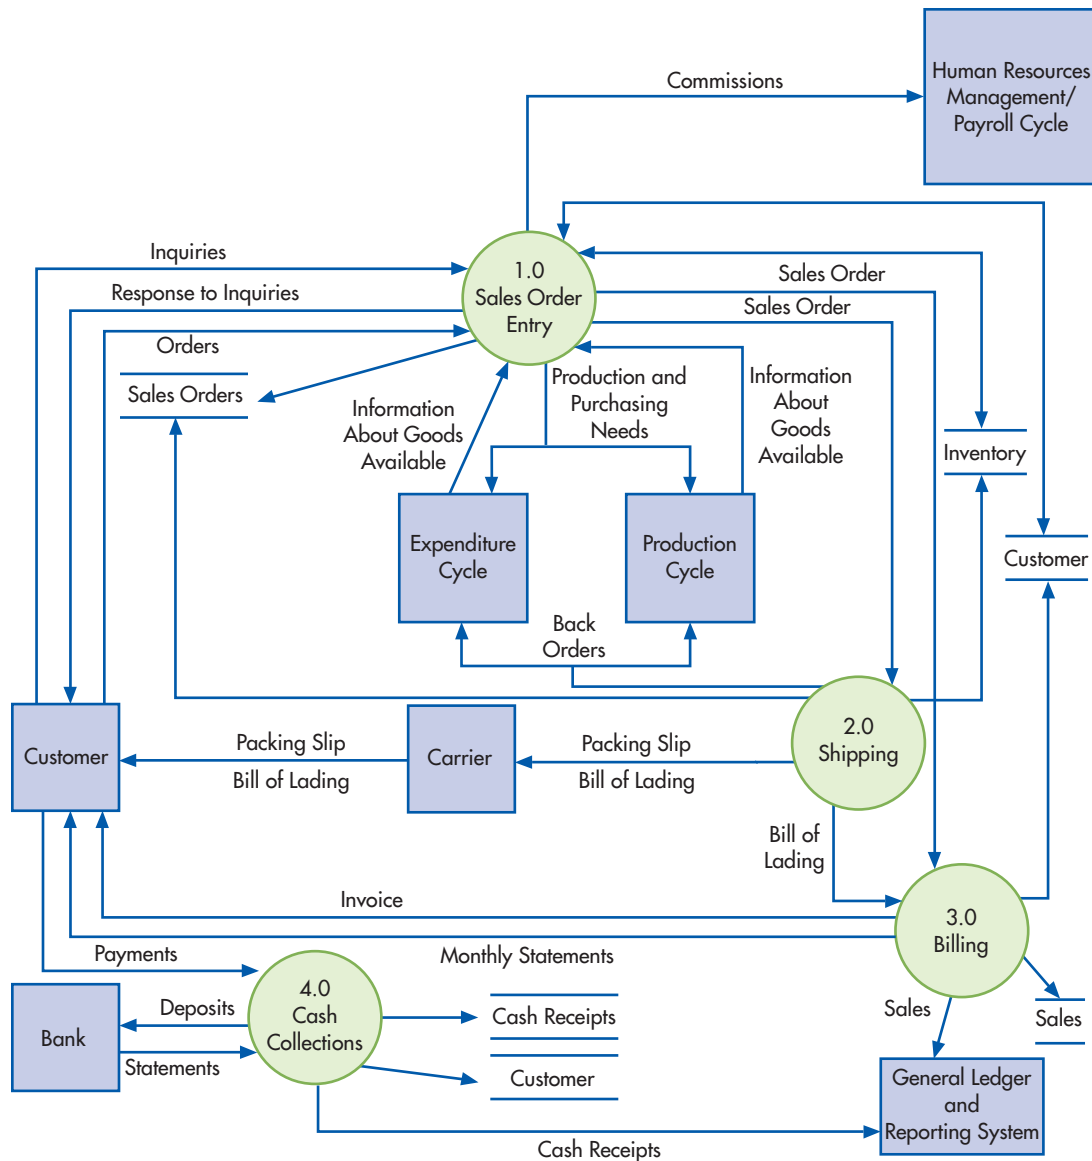 Commissions
Human Resources
Management/
Payroll Cycle
Inquiries
1.0
Sales Order
Entry
Sales Order
Response to Inquiries
Sales Order
Orders
Sales Orders
Information
About Goods
Available
Production and
Purchasing
Needs
Information
About
Goods
Available
Inventory
Expenditure
Cycle
Production
Cycle
Customer
Back
Orders
Customer
Packing Slip
Bill of Lading
Carrier
Packing Slip
Bill of Lading
2.0
Shipping
Bill of
Lading
Invoice
3.0
Billing
Monthly Statements
Payments
4.0
Cash
Collections
Deposits
Bank
Statements
Cash Receipts
Customer
Sales
Sales
General Ledger
and
Reporting System
Cash Receipts